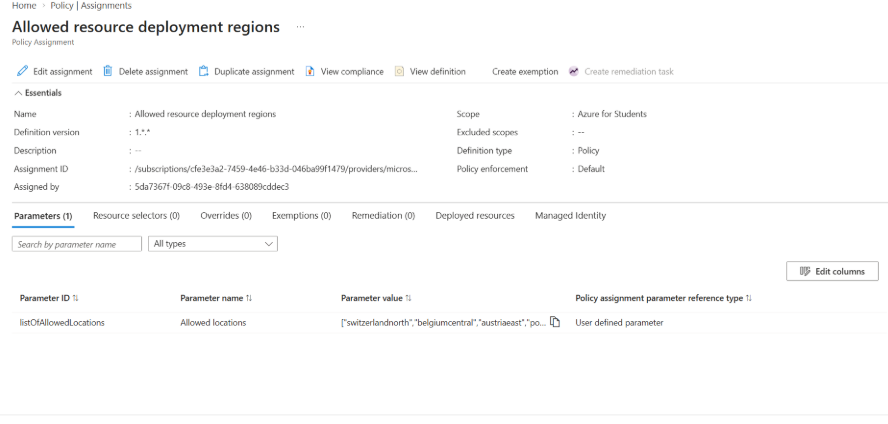 Home > Policy | Assignments
Allowed resource deployment regions ...
Policy Assignment
Edit assignment Delete assignment Duplicate assignment View compliance View definition Create exemption Create remediation task
Essentials
Name : Allowed resource deployment regions Scope : Azure for Students
Definition version : 1.*.* Excluded scopes : --
Description : -- Definition type : Policy
Assignment ID : /subscriptions/cfe3e3a2-7459-4e46-b33d-046ba99f1479/providers/micros... Policy enforcement : Default
Assigned by : 5da7367f-09c8-493e-8fd4-638089cddec3
Parameters (1) Resource selectors (0) Overrides (0) Exemptions (0) Remediation (0) Deployed resources Managed Identity
Search by parameter name All types
Edit columns
Parameter ID Parameter name Parameter value Policy assignment parameter reference type
listOfAllowedLocations Allowed locations ["switzerlandnorth","belgiumcentral","austriaeast","po... User defined parameter